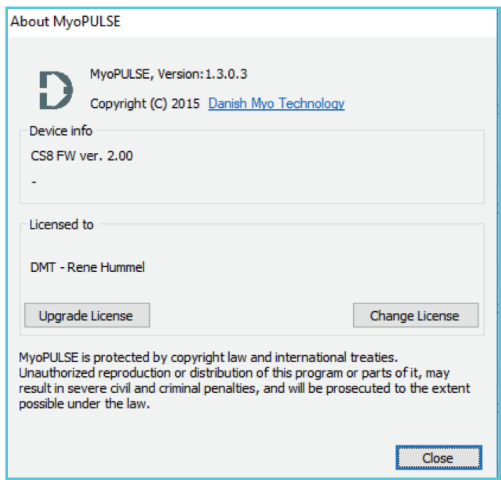 About MyoPULSE
MyoPULSE, Version:1.3.0.3
Copyright (C) 2015 Danish Myo Technology
Device info
CS8 FW ver. 2.00
-
Licensed to
DMT - Rene Hummel
Upgrade License
Change License
MyoPULSE is protected by copyright law and international treaties.
Unauthorized reproduction or distribution of this program or parts of it, may
result in severe civil and criminal penalties, and will be prosecuted to the extent
possible under the law.
Close